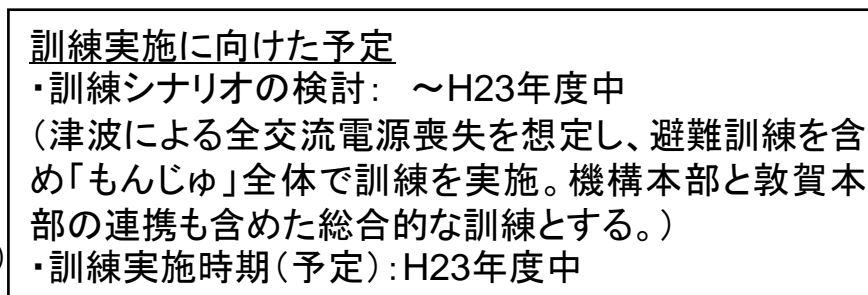 訓練実施に向けた予定
・訓練シナリオの検討： ～H23年度中
（津波による全交流電源喪失を想定し、避難訓練を含
め「もんじゅ」全体で訓練を実施。機構本部と敦賀本
部の連携も含めた総合的な訓練とする。）
）
・訓練実施時期（予定）：H23年度中